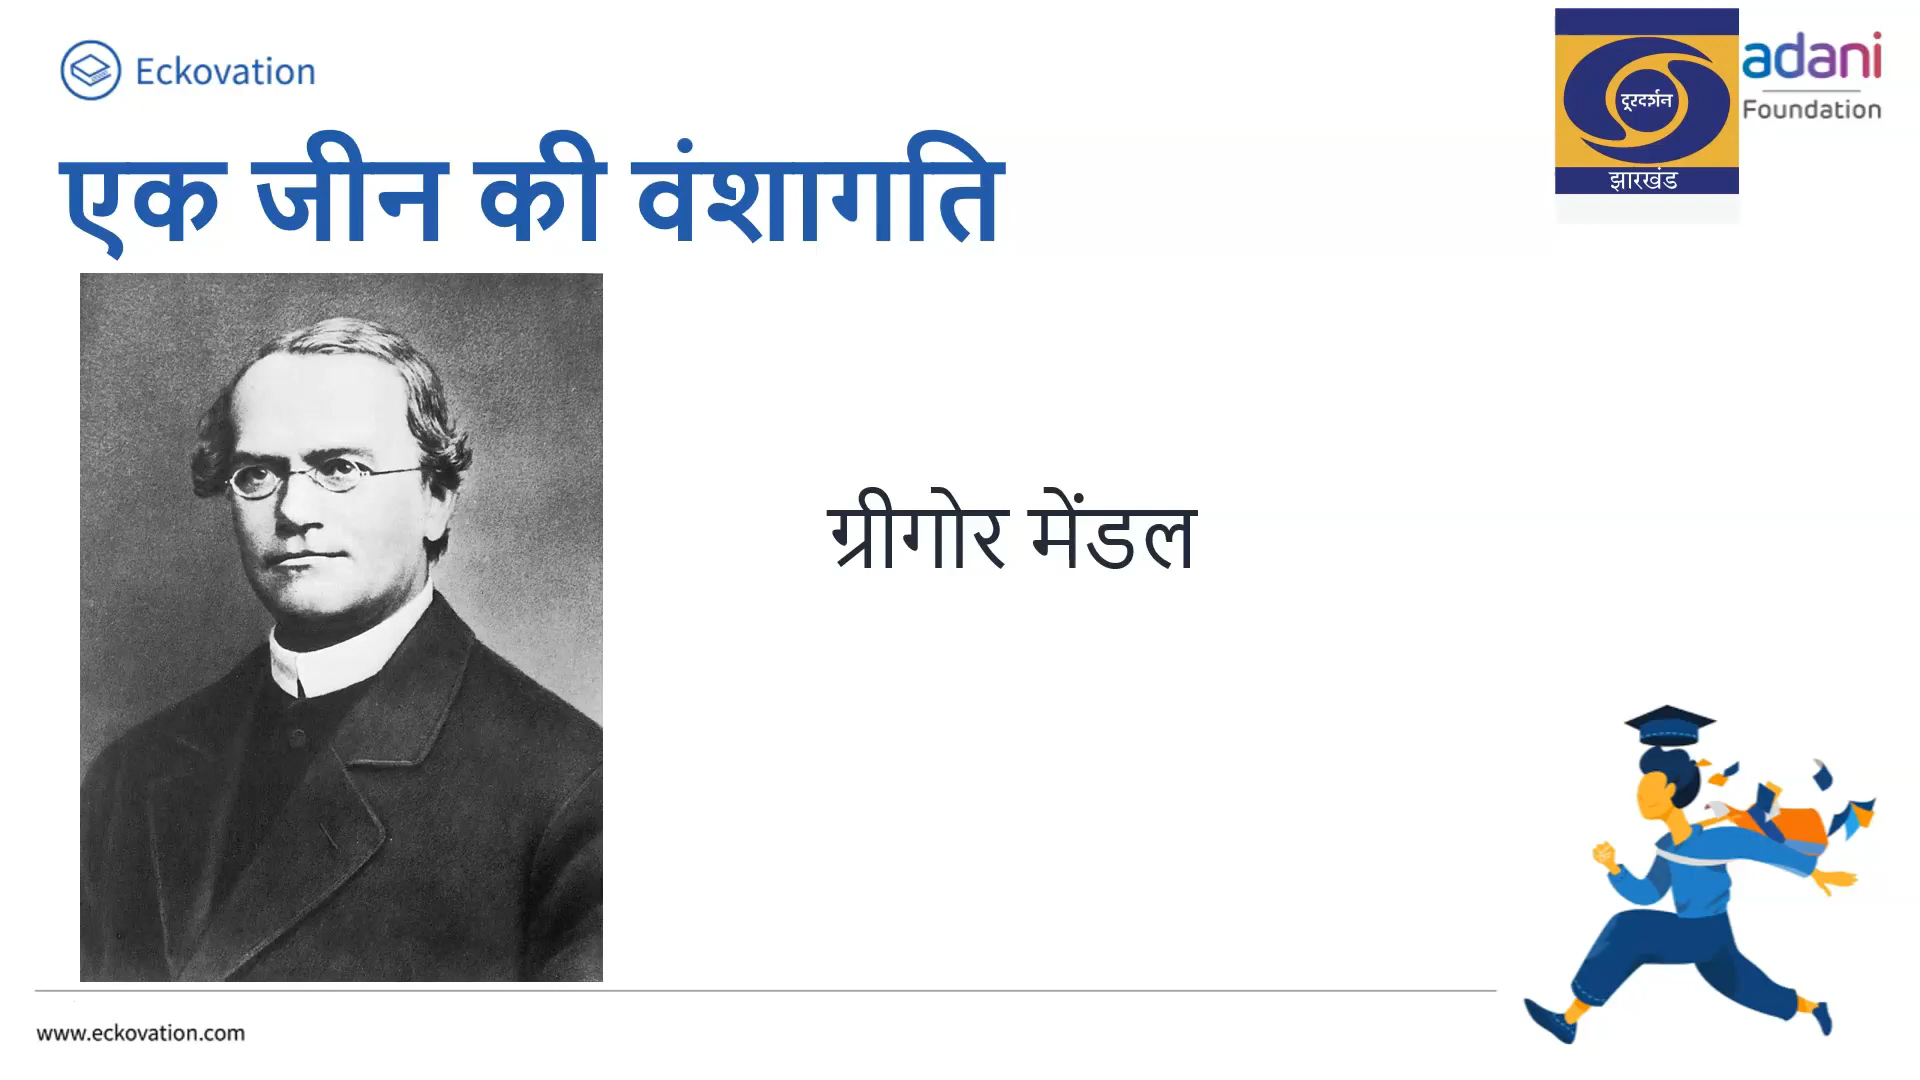 Eckovation
दूरदर्शन
झारखंड
adani
Foundation
एक जीन की वंशागति
ग्रीगोर मेंडल
www.eckovation.com